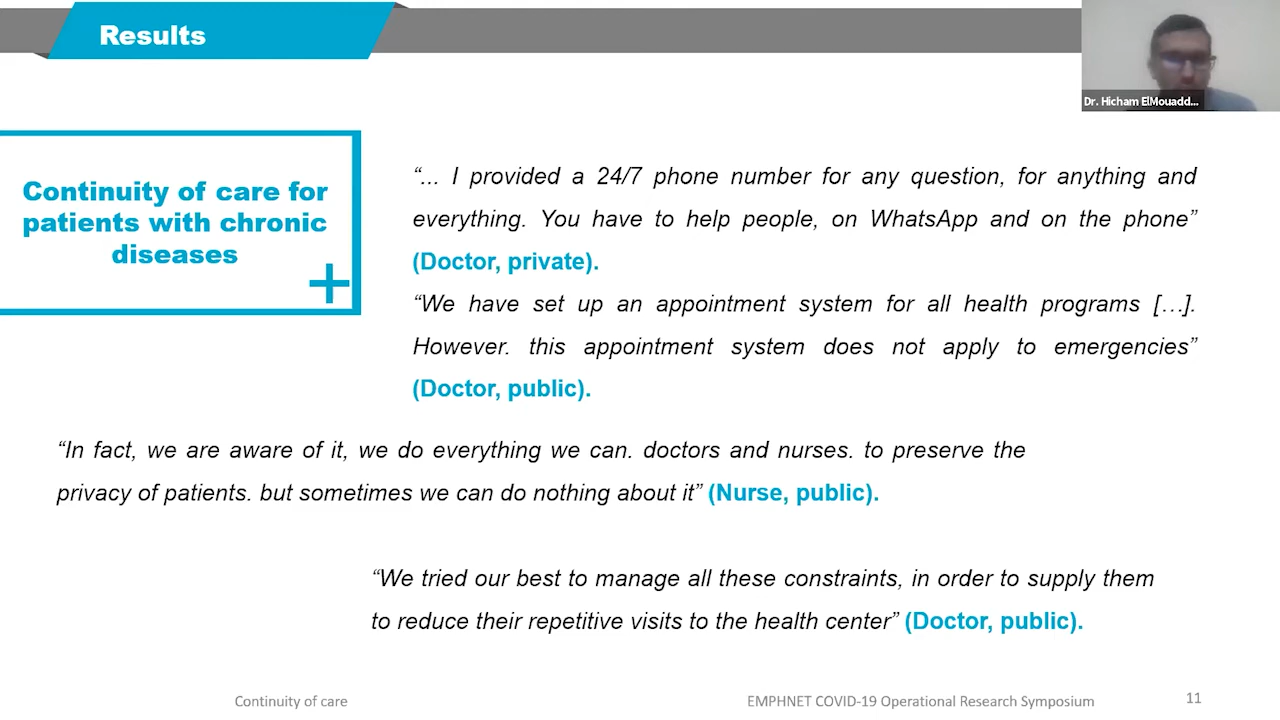 Results
Dr. Hicham ElMouadd...
Continuity of care for
patients with chronic
diseases
+
“... I provided a 24/7 phone number for any question, for anything and
everything. You have to help people, on WhatsApp and on the phone”
(Doctor, private).
“We have set up an appointment system for all health programs […].
However. this appointment system does not apply to emergencies”
(Doctor, public).
“In fact, we are aware of it, we do everything we can. doctors and nurses. to preserve the
privacy of patients. but sometimes we can do nothing about it” (Nurse, public).
“We tried our best to manage all these constraints, in order to supply them
to reduce their repetitive visits to the health center” (Doctor, public).
Continuity of care
EMPHNET COVID-19 Operational Research Symposium
11